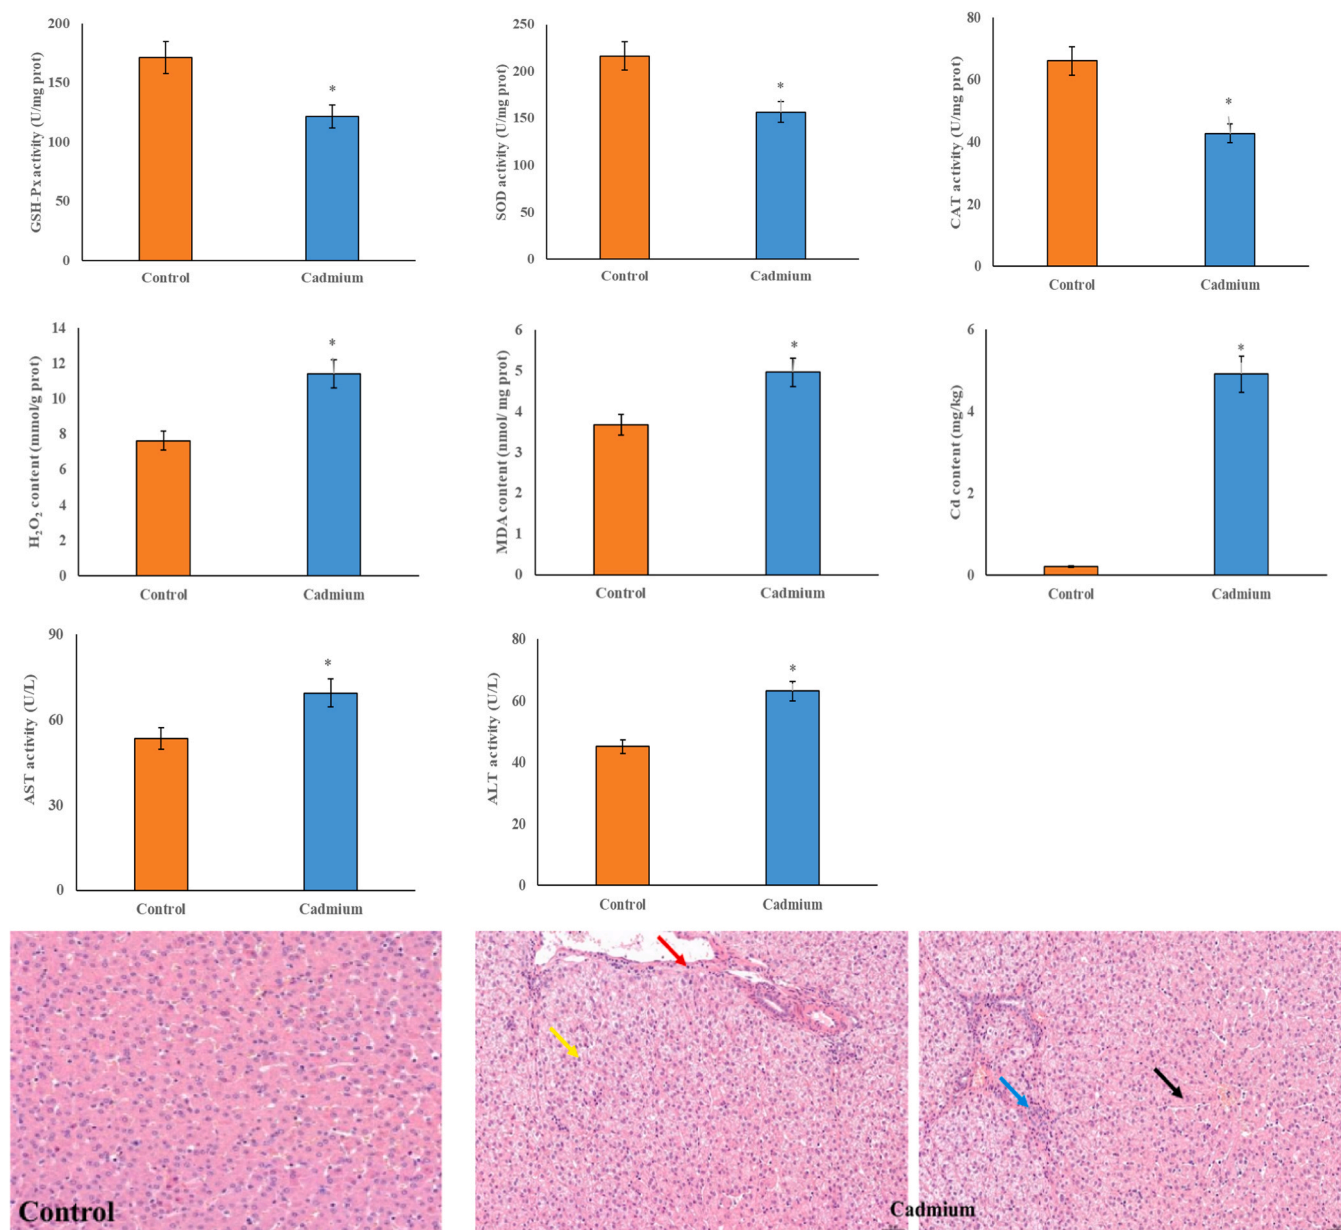 GSH-Px activity (U/mg prot)
200
150
100
50
0
*
Control
Cadmium
SOD activity (U/mg prot)
250
200
150
100
50
0
*
Control
Cadmium
CAT activity (U/mg prot)
80
60
40
20
0
*
Control
Cadmium
H₂O₂ content (mmol/g prot)
14
12
10
8
6
4
2
0
*
Control
Cadmium
MDA content (nmol/ mg prot)
6
5
4
3
2
1
0
*
Control
Cadmium
Cd content (mg/kg)
6
4
2
0
*
Control
Cadmium
AST activity (U/L)
90
60
30
0
*
Control
Cadmium
ALT activity (U/L)
80
60
40
20
0
*
Control
Cadmium
Control
Cadmium